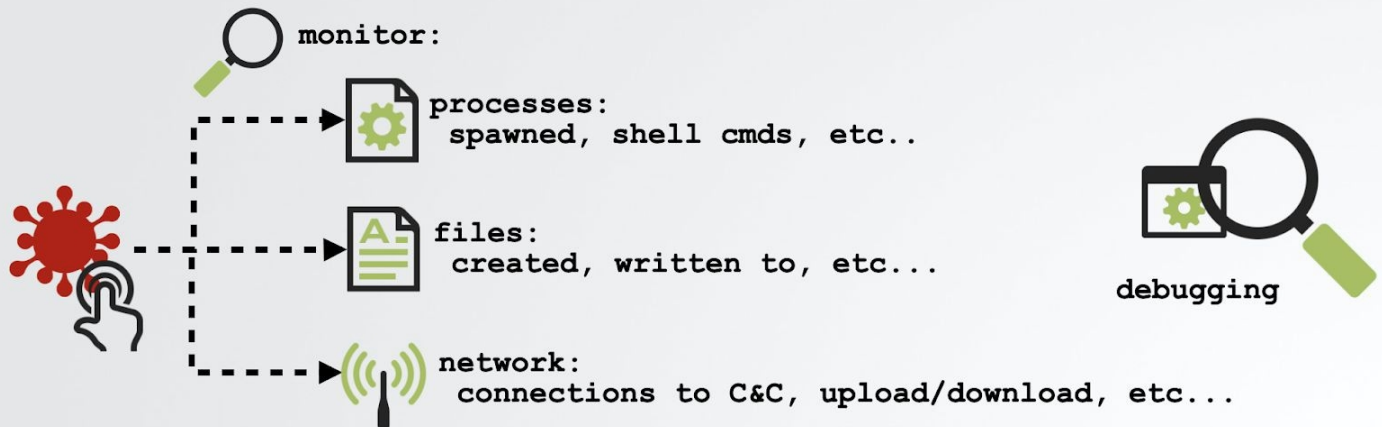 monitor:
processes:
spawned, shell cmds, etc..
files:
created, written to, etc...
debugging
network:
connections to C&C, upload/download, etc...